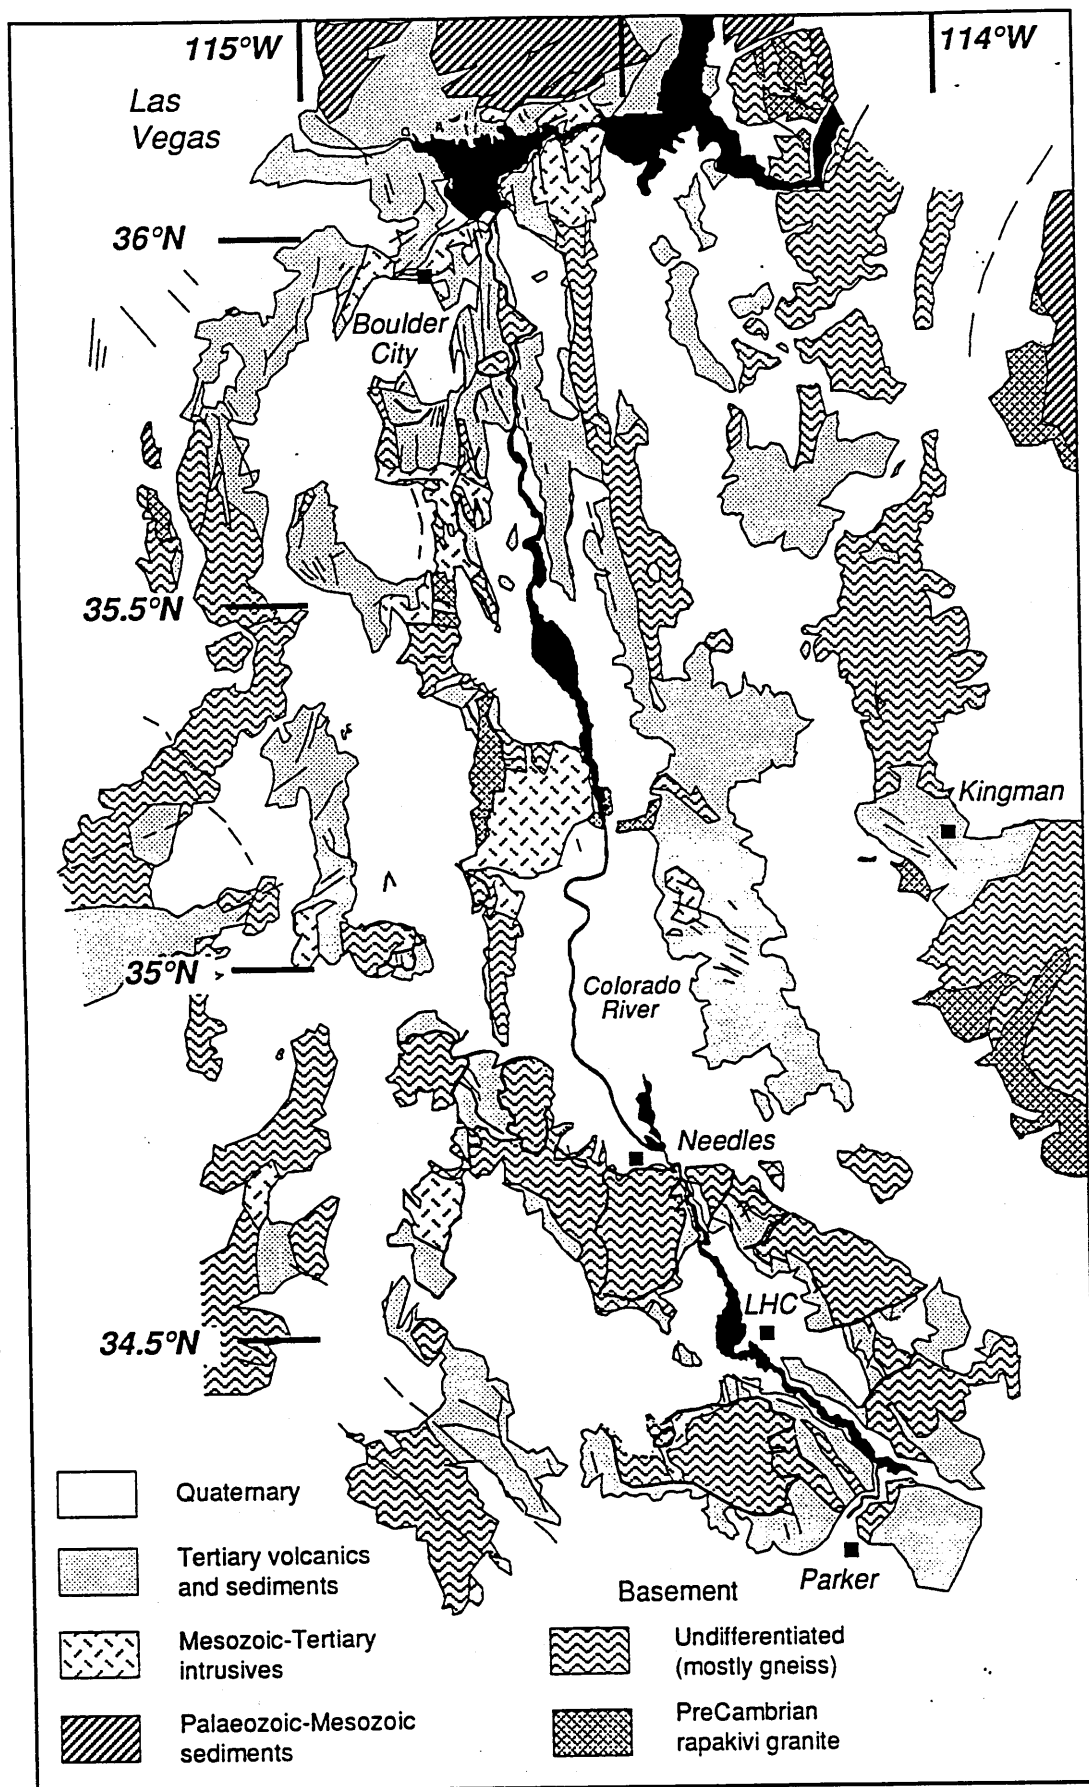 115°W
114°W
Las
Vegas
36°N
Boulder
City
35.5°N
Kingman
35°N
Colorado
River
Needles
LHC
34.5°N
Quaternary
Tertiary volcanics
and sediments
Parker
Basement
Mesozoic-Tertiary
intrusives
Undifferentiated
(mostly gneiss)
Palaeozoic-Mesozoic
sediments
PreCambrian
rapakivi granite